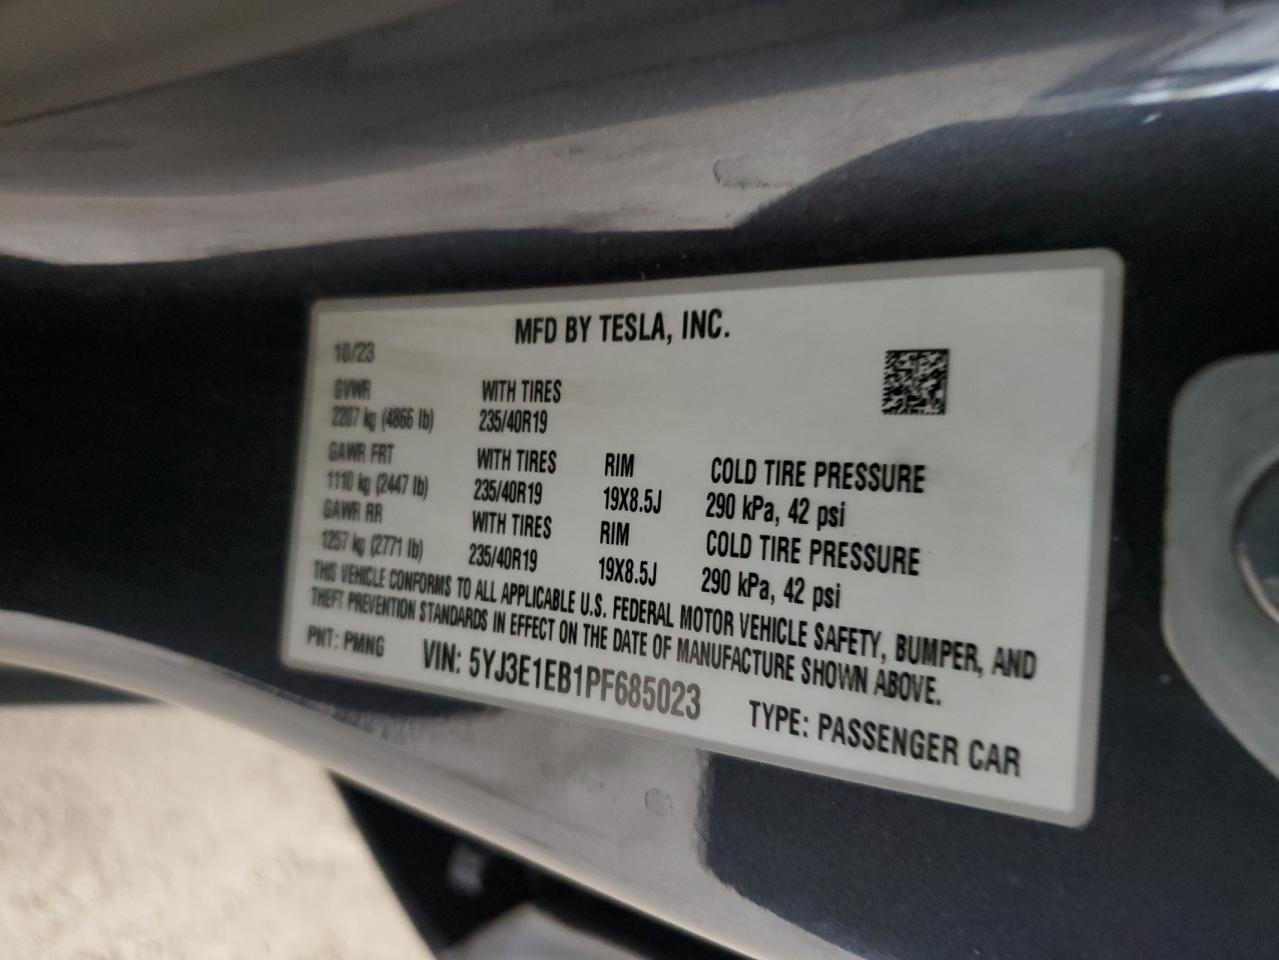 MFD BY TESLA, INC.
10/23
GVWR WITH TIRES
2207 kg (4866 lb) 235/40R19
GAWR FRT WITH TIRES RIM COLD TIRE PRESSURE
1110 kg (2447 lb) 235/40R19 19X8.5J 290 kPa, 42 psi
GAWR RR WITH TIRES RIM COLD TIRE PRESSURE
1257 kg (2771 lb) 235/40R19 19X8.5J 290 kPa, 42 psi
THIS VEHICLE CONFORMS TO ALL APPLICABLE U.S. FEDERAL MOTOR VEHICLE SAFETY, BUMPER, AND
THEFT PREVENTION STANDARDS IN EFFECT ON THE DATE OF MANUFACTURE SHOWN ABOVE.
PNT: PMNG VIN: 5YJ3E1EB1PF685023 TYPE: PASSENGER CAR